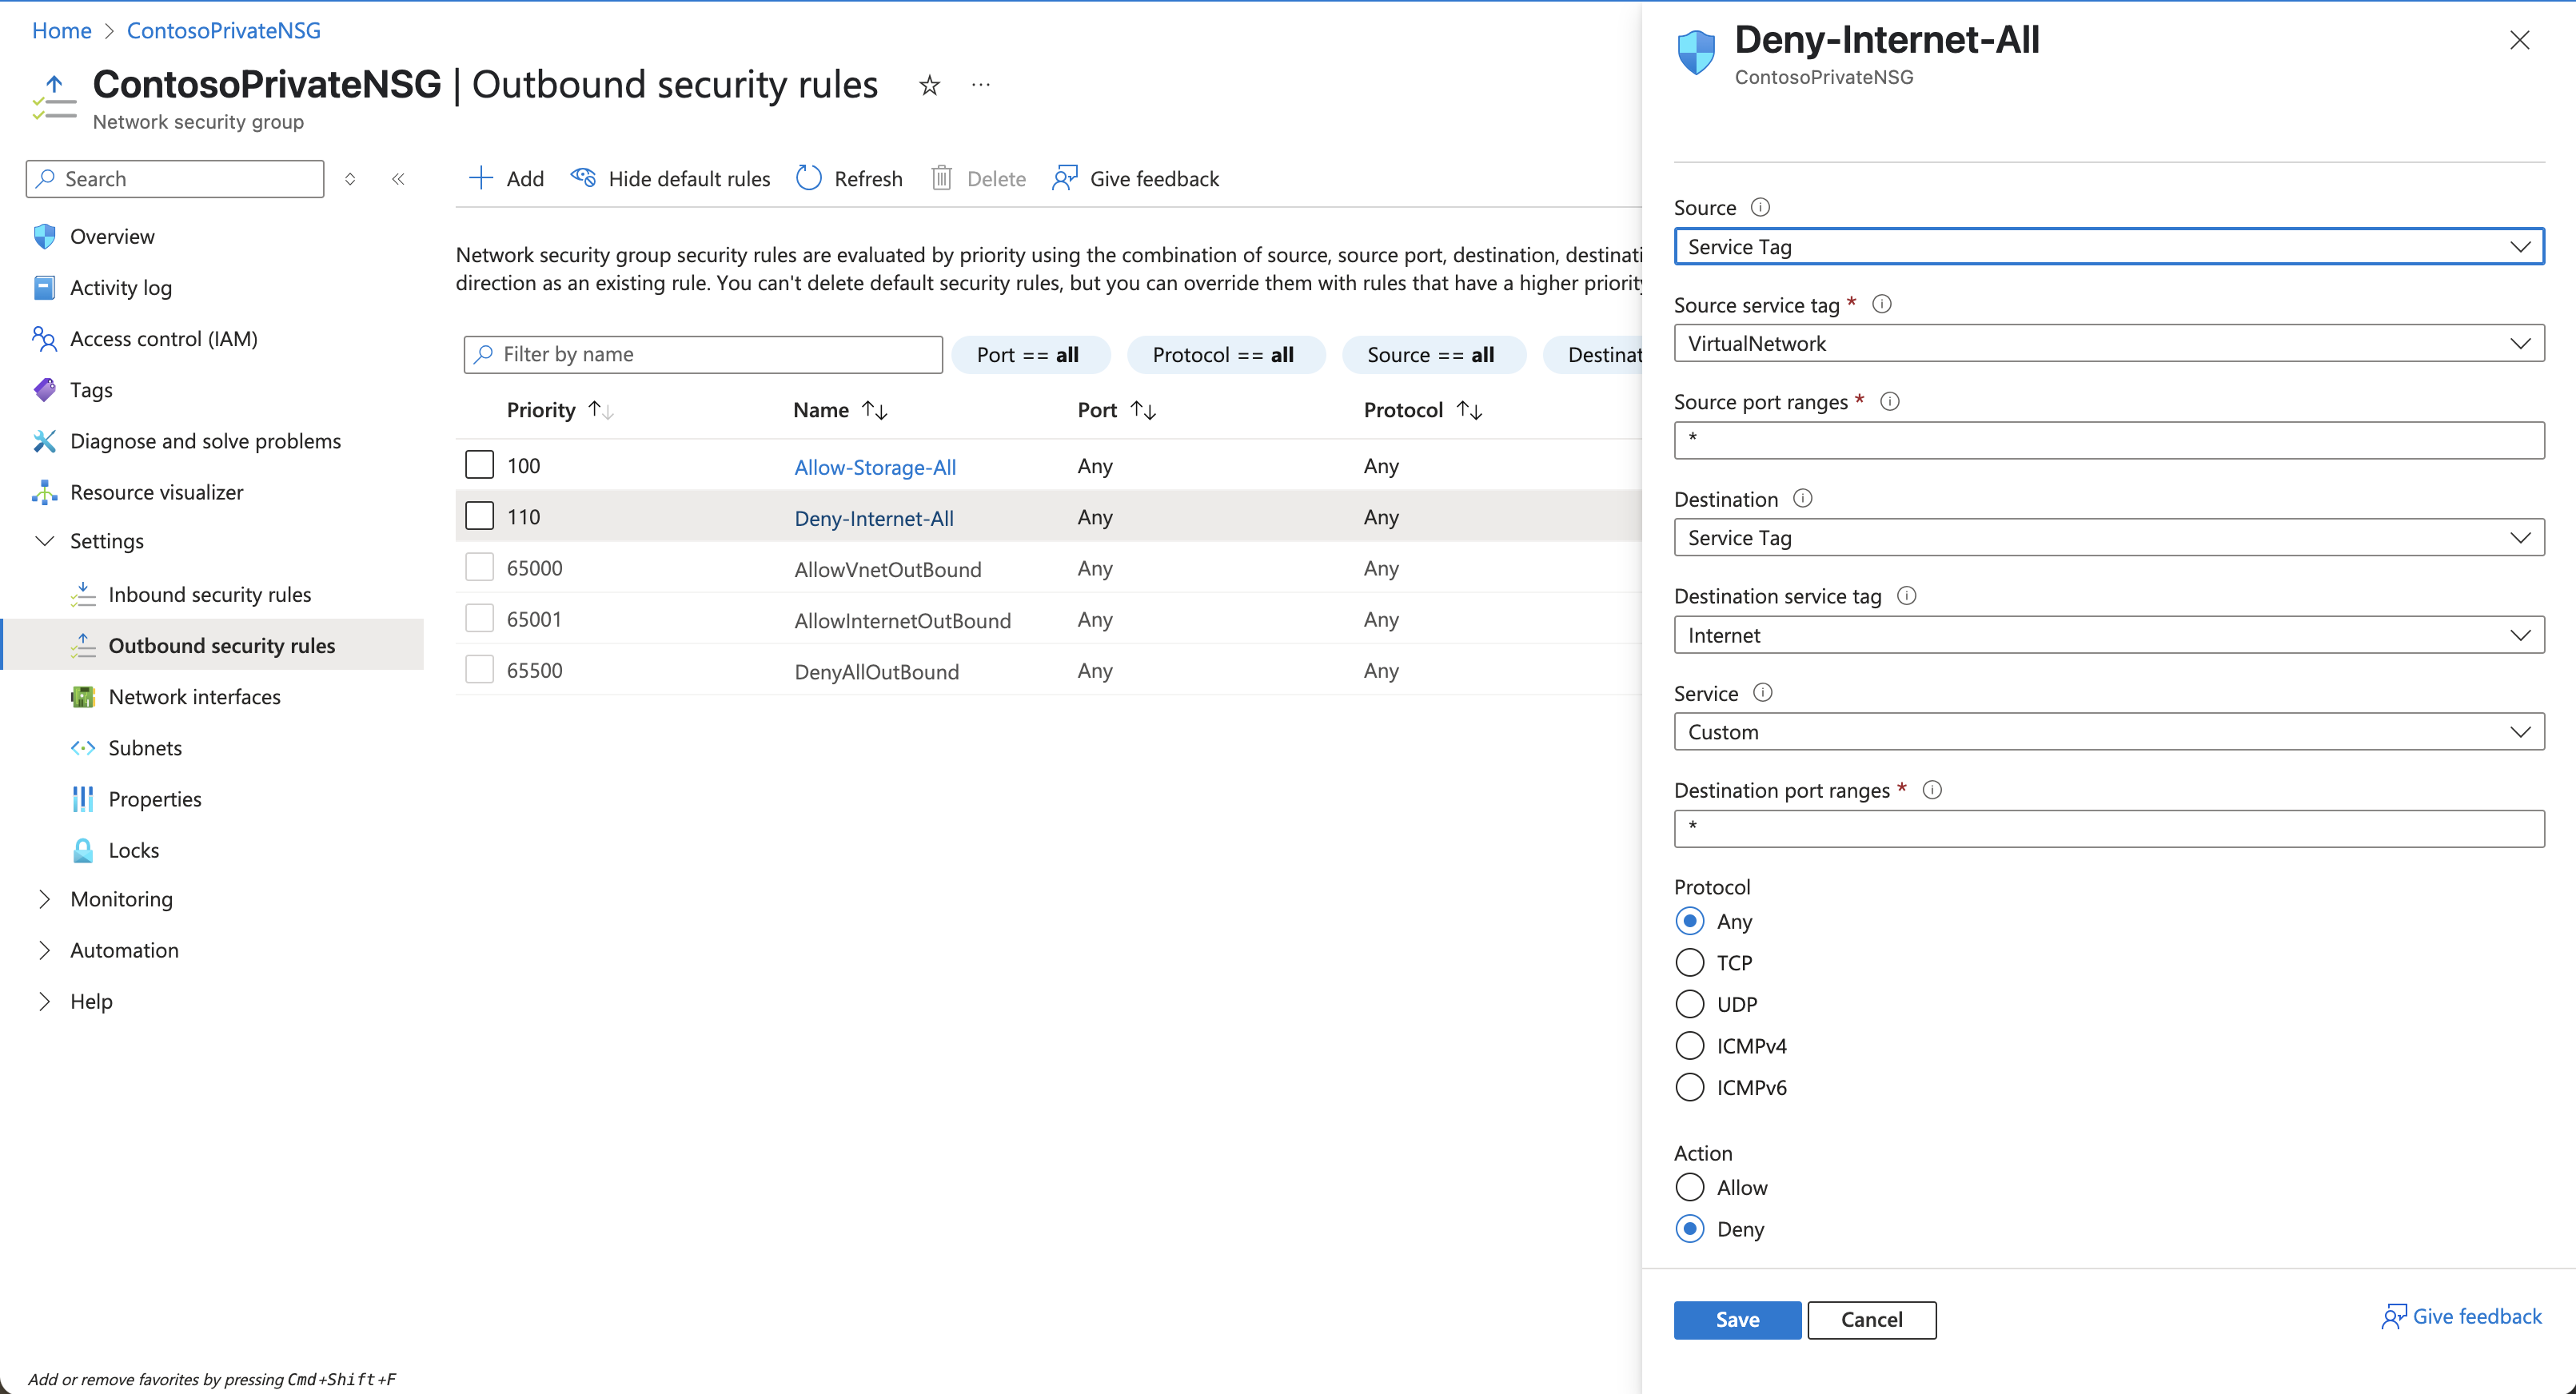 Home > ContosoPrivateNSG
ContosoPrivateNSG | Outbound security rules
Network security group
Search
Overview
Activity log
Access control (IAM)
Tags
Diagnose and solve problems
Resource visualizer
Settings
Inbound security rules
Outbound security rules
Network interfaces
Subnets
Properties
Locks
Monitoring
Automation
Help
Add or remove favorites by pressing Cmd+Shift+F
Add Hide default rules Refresh Delete Give feedback
Network security group security rules are evaluated by priority using the combination of source, source port, destination, destinati
direction as an existing rule. You can't delete default security rules, but you can override them with rules that have a higher priority
Filter by name Port == all Protocol == all Source == all Destinat
Priority Name Port Protocol
100 Allow-Storage-All Any Any
110 Deny-Internet-All Any Any
65000 AllowVnetOutBound Any Any
65001 AllowInternetOutBound Any Any
65500 DenyAllOutBound Any Any
Deny-Internet-All
ContosoPrivateNSG
Source
Service Tag
Source service tag *
VirtualNetwork
Source port ranges *
*
Destination
Service Tag
Destination service tag
Internet
Service
Custom
Destination port ranges *
*
Protocol
Any
TCP
UDP
ICMPv4
ICMPv6
Action
Allow
Deny
Save Cancel Give feedback